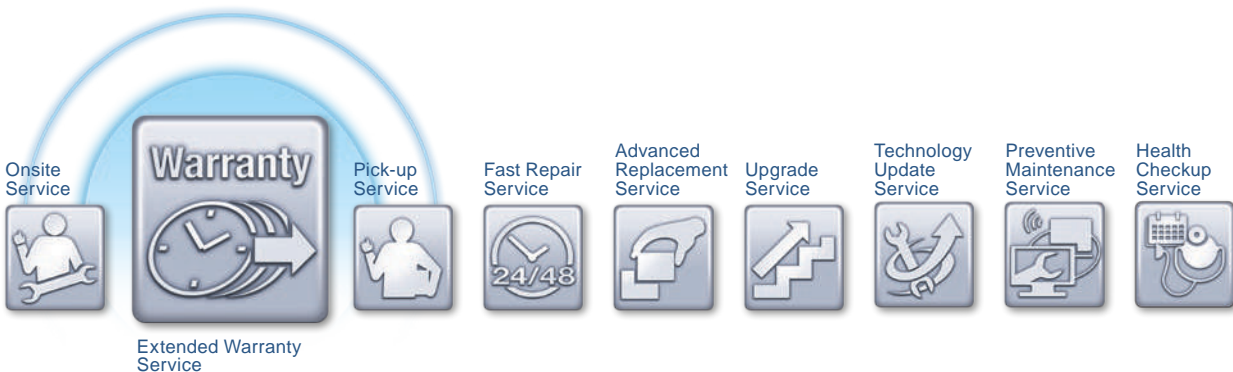 Onsite
Service
Warranty
Extended Warranty
Service
Pick-up
Service
Fast Repair
Service
24/48
Advanced
Replacement
Service
Upgrade
Service
Technology
Update
Service
Preventive
Maintenance
Service
Health
Checkup
Service